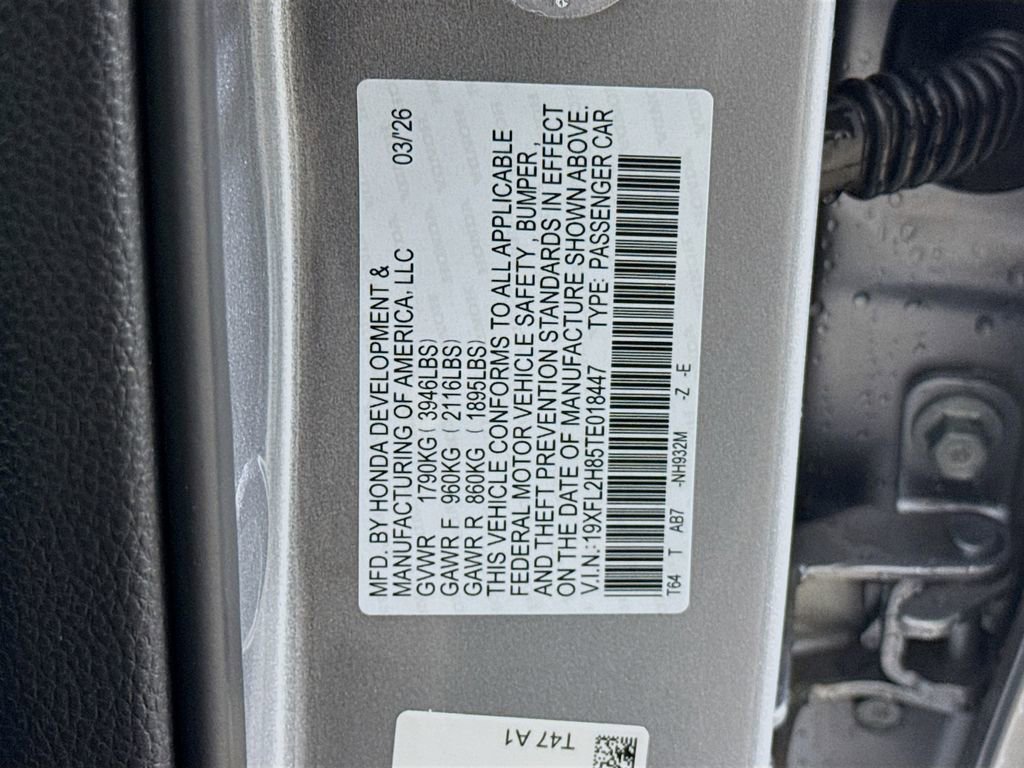 MFD. BY HONDA DEVELOPMENT &
MANUFACTURING OF AMERICA, LLC 03/'26
GVWR 1790KG ( 3946LBS)
GAWR F 960KG ( 2116LBS)
GAWR R 860KG ( 1895LBS)
THIS VEHICLE CONFORMS TO ALL APPLICABLE
FEDERAL MOTOR VEHICLE SAFETY, BUMPER,
AND THEFT PREVENTION STANDARDS IN EFFECT
ON THE DATE OF MANUFACTURE SHOWN ABOVE.
V.I.N.: 19XFL2H85TE018447 TYPE: PASSENGER CAR
T64 T AB7 -NH932M -Z -E
T47 A1